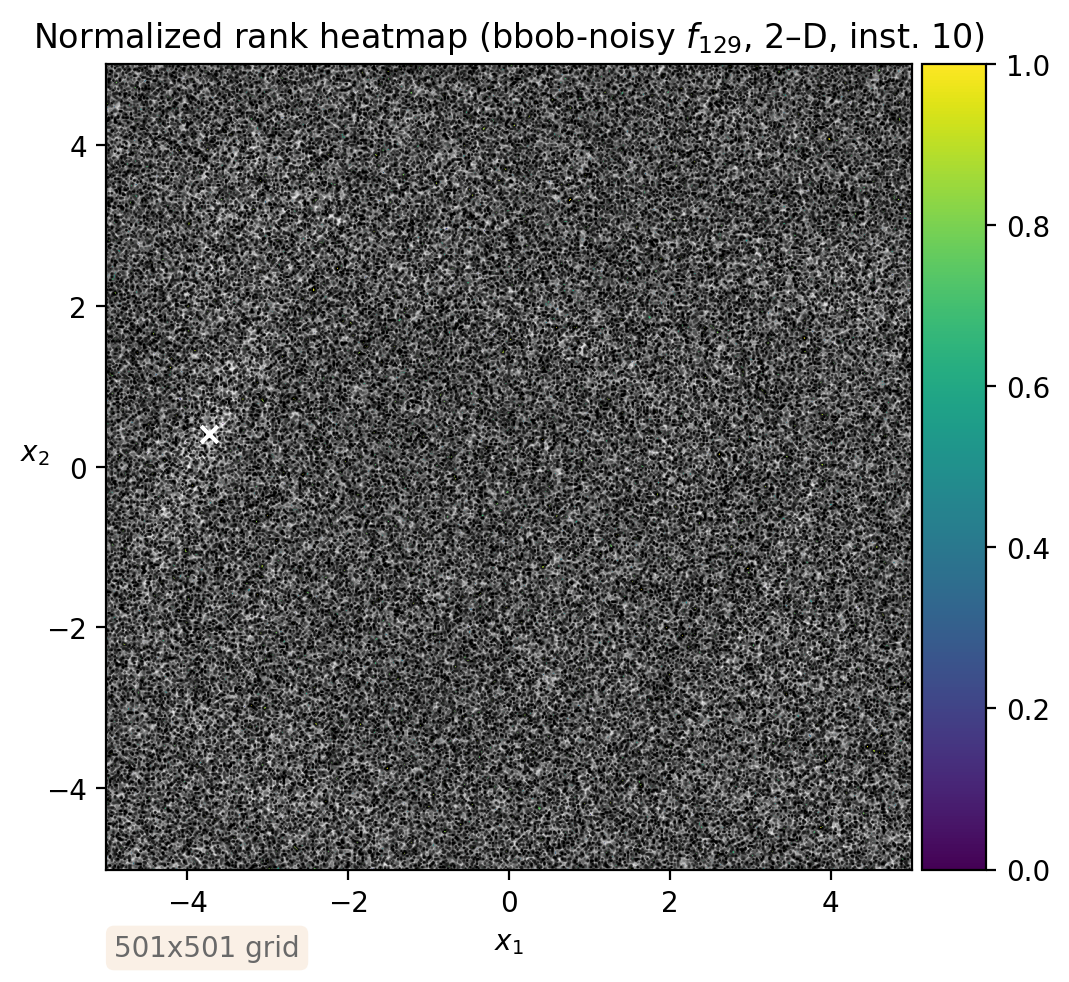 Normalized rank heatmap (bbob-noisy f₁₂₉, 2–D, inst. 10)
1.0
0.8
0.6
0.4
0.2
0.0
4
2
0
−2
−4
x₂
−4 −2 0 2 4
x₁
501x501 grid